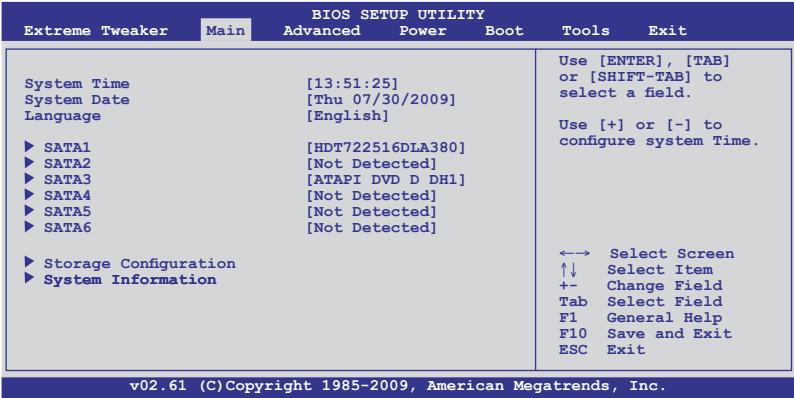 BIOS SETUP UTILITY
Extreme Tweaker Main Advanced Power Boot Tools Exit
System Time [13:51:25]
System Date [Thu 07/30/2009]
Language [English]
▶ SATA1 [HDT722516DLA380]
▶ SATA2 [Not Detected]
▶ SATA3 [ATAPI DVD D DH1]
▶ SATA4 [Not Detected]
▶ SATA5 [Not Detected]
▶ SATA6 [Not Detected]
▶ Storage Configuration
▶ System Information
Use [ENTER], [TAB]
or [SHIFT-TAB] to
select a field.
Use [+] or [-] to
configure system Time.
←→ Select Screen
↑↓ Select Item
+- Change Field
Tab Select Field
F1 General Help
F10 Save and Exit
ESC Exit
v02.61 (C)Copyright 1985-2009, American Megatrends, Inc.